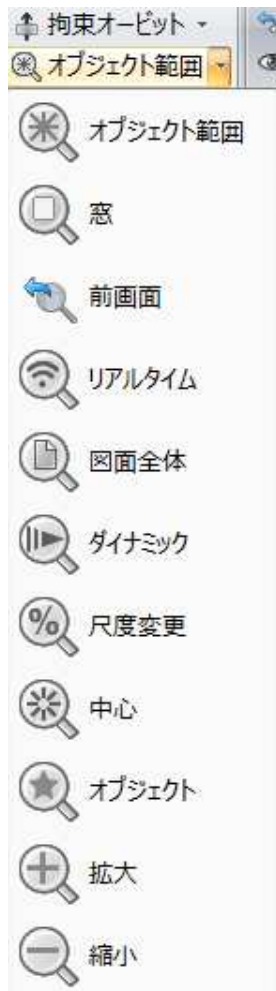 拘束オービット
オブジェクト範囲
オブジェクト範囲
窓
前画面
リアルタイム
図面全体
ダイナミック
尺度変更
中心
オブジェクト
拡大
縮小